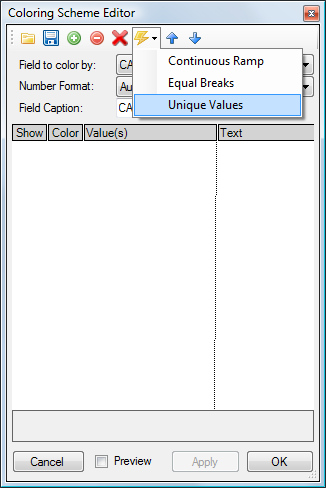 Coloring Scheme Editor
Continuous Ramp
Field to color by: CA
Equal Breaks
Number Format: Au
Unique Values
Field Caption: CA
Show Color Value(s) Text
Cancel Preview Apply OK